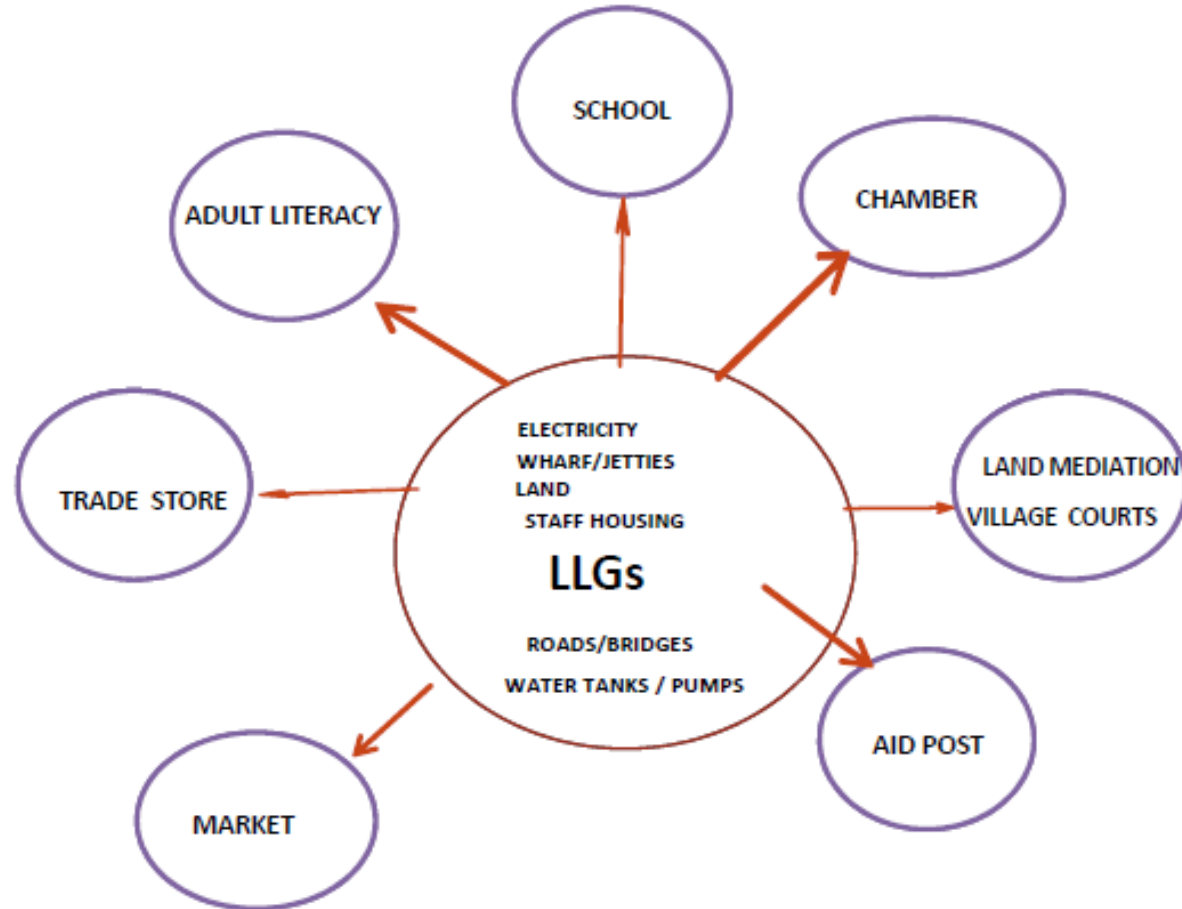 SCHOOL
CHAMBER
ADULT LITERACY
ELECTRICITY
WHARF/JETTIES
LAND
STAFF HOUSING
LLGs
ROADS/BRIDGES
WATER TANKS / PUMPS
LAND MEDIATION
VILLAGE COURTS
TRADE STORE
AID POST
MARKET